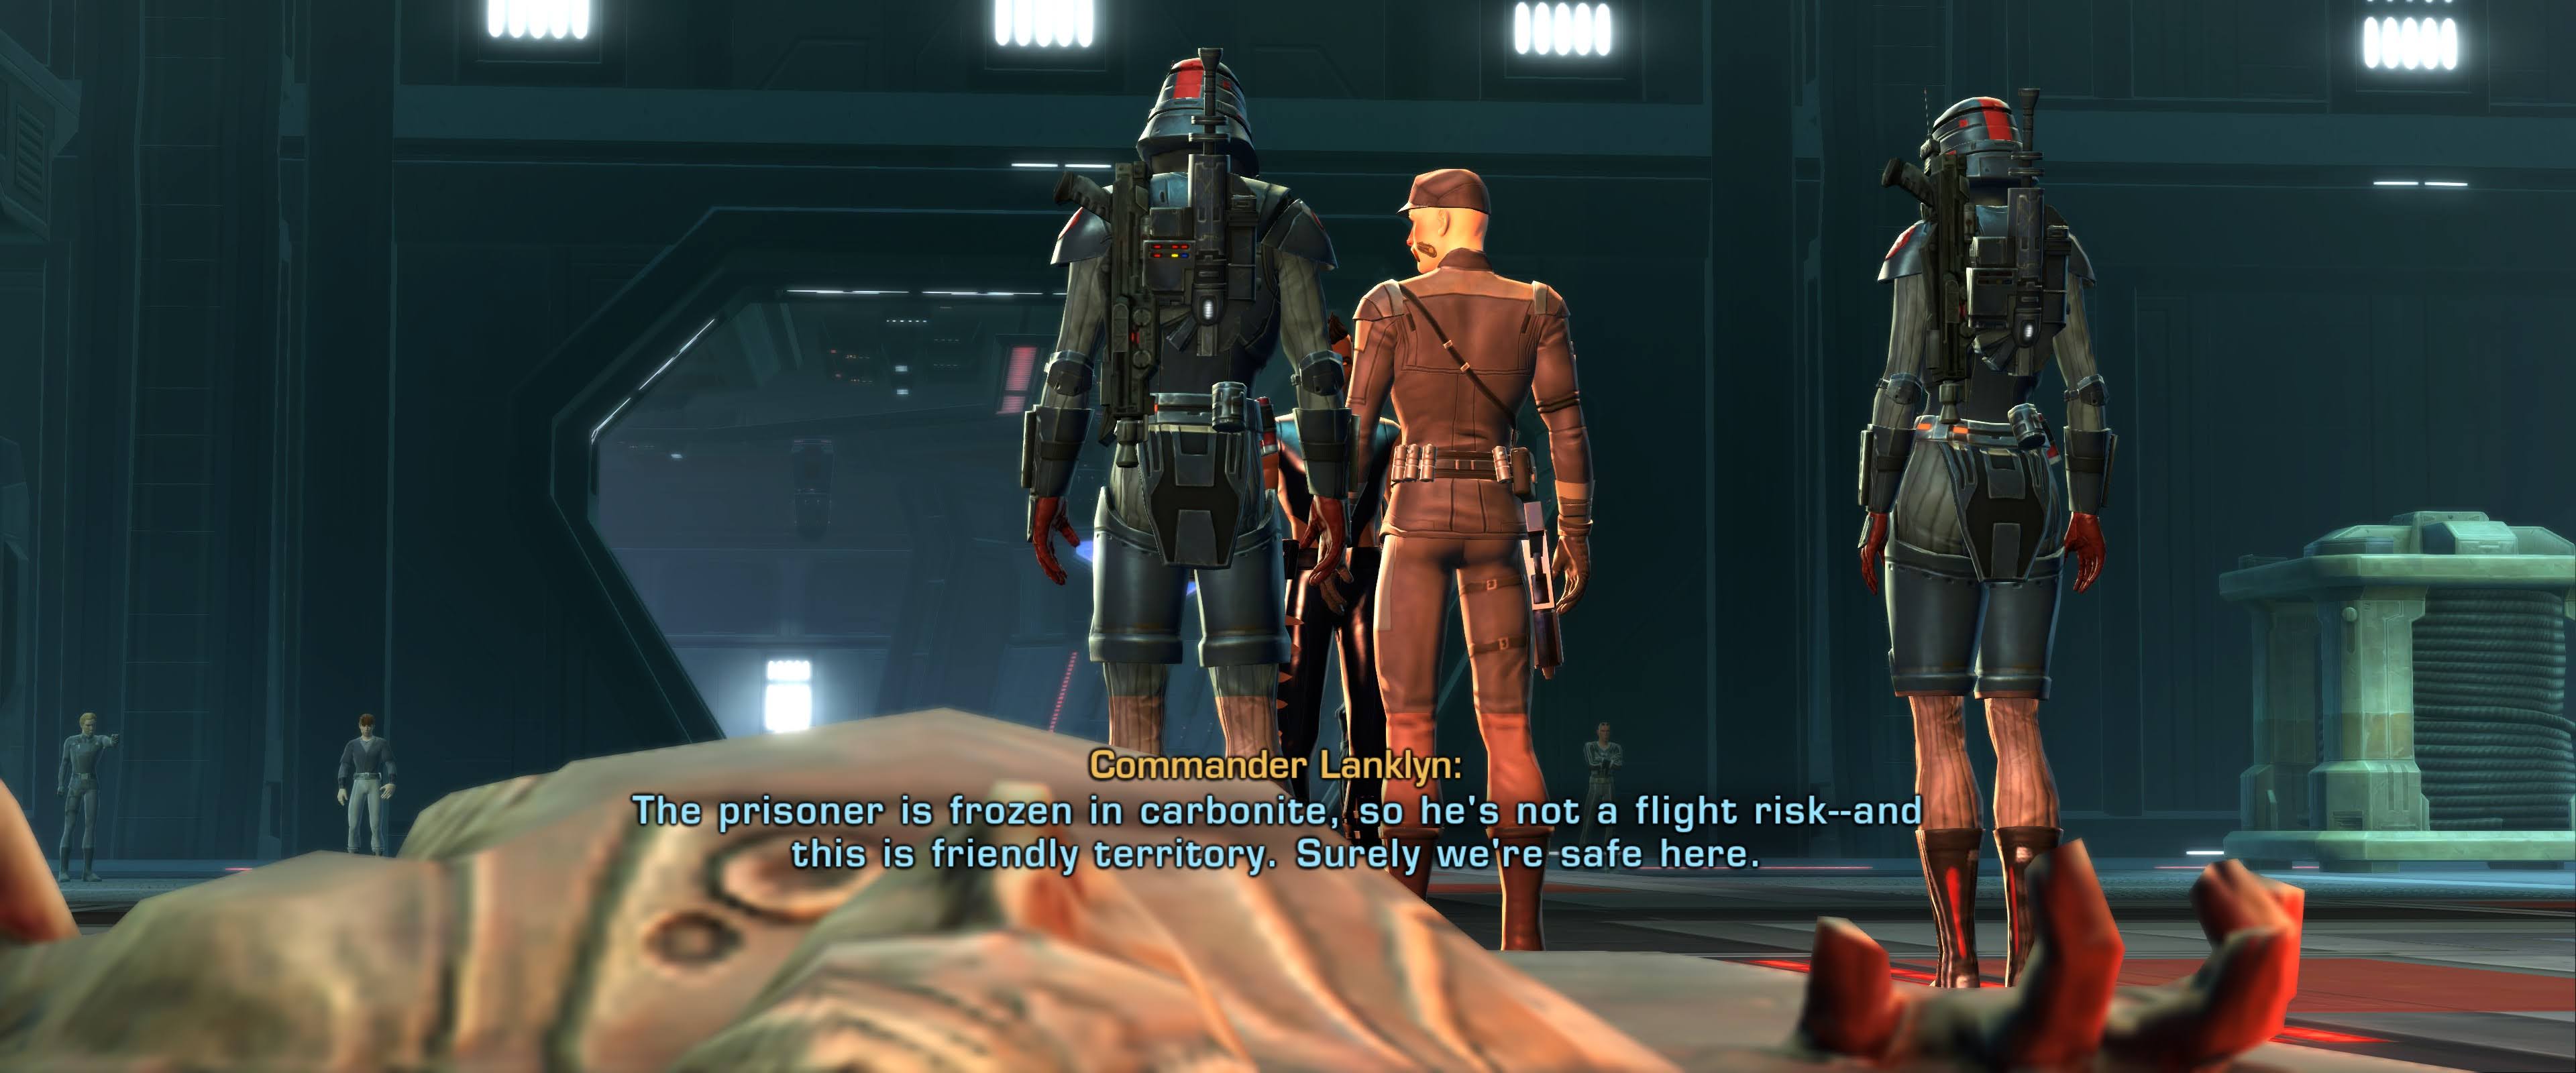 Commander Lanklyn:
The prisoner is frozen in carbonite, so he's not a flight risk--and
this is friendly territory. Surely we're safe here.